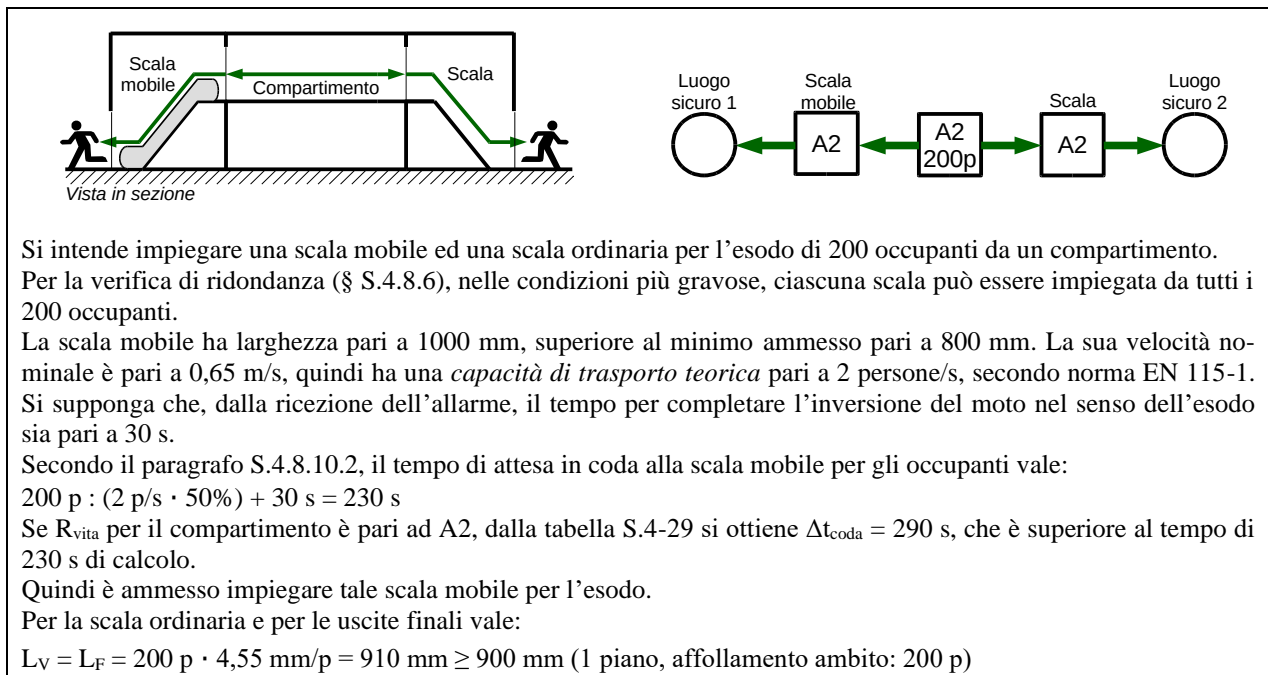 Scala
mobile
Compartimento
Scala
Vista in sezione
Luogo
sicuro 1
Scala
mobile
A2
A2
200p
Scala
A2
Luogo
sicuro 2
Si intende impiegare una scala mobile ed una scala ordinaria per l’esodo di 200 occupanti da un compartimento.
Per la verifica di ridondanza (§ S.4.8.6), nelle condizioni più gravose, ciascuna scala può essere impiegata da tutti i
200 occupanti.
La scala mobile ha larghezza pari a 1000 mm, superiore al minimo ammesso pari a 800 mm. La sua velocità no-
minale è pari a 0,65 m/s, quindi ha una capacità di trasporto teorica pari a 2 persone/s, secondo norma EN 115-1.
Si supponga che, dalla ricezione dell’allarme, il tempo per completare l’inversione del moto nel senso dell’esodo
sia pari a 30 s.
Secondo il paragrafo S.4.8.10.2, il tempo di attesa in coda alla scala mobile per gli occupanti vale:
200 p : (2 p/s · 50%) + 30 s = 230 s
Se Rvita per il compartimento è pari ad A2, dalla tabella S.4-29 si ottiene Δtcoda = 290 s, che è superiore al tempo di
230 s di calcolo.
Quindi è ammesso impiegare tale scala mobile per l’esodo.
Per la scala ordinaria e per le uscite finali vale:
LV = LF = 200 p · 4,55 mm/p = 910 mm ≥ 900 mm (1 piano, affollamento ambito: 200 p)